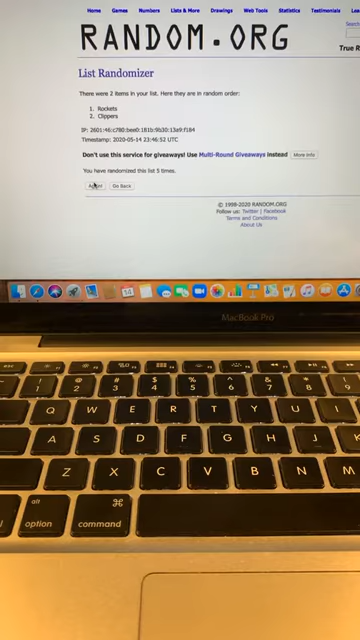 Home Games Numbers Lists & More Drawings Web Tools Statistics Testimonials
RANDOM.ORG
Search
True R
List Randomizer
There were 2 items in your list. Here they are in random order:
1. Rockets
2. Clippers
Timestamp: 2020-05-14 23:46:52 UTC
Don't use this service for giveaways! Use Multi-Round Giveaways instead More Info
You have randomized this list 5 times.
Again! Go Back
© 1998-2020 RANDOM.ORG
Follow us: Twitter | Facebook
Terms and Conditions
About Us
MacBook Pro
! 1 @ 2 # 3 $ 4 % 5 ^ 6 & 7 * 8 9
Q W E R T Y U I
A S D F G H J K
Z X C V B N M
alt option ⌘ command